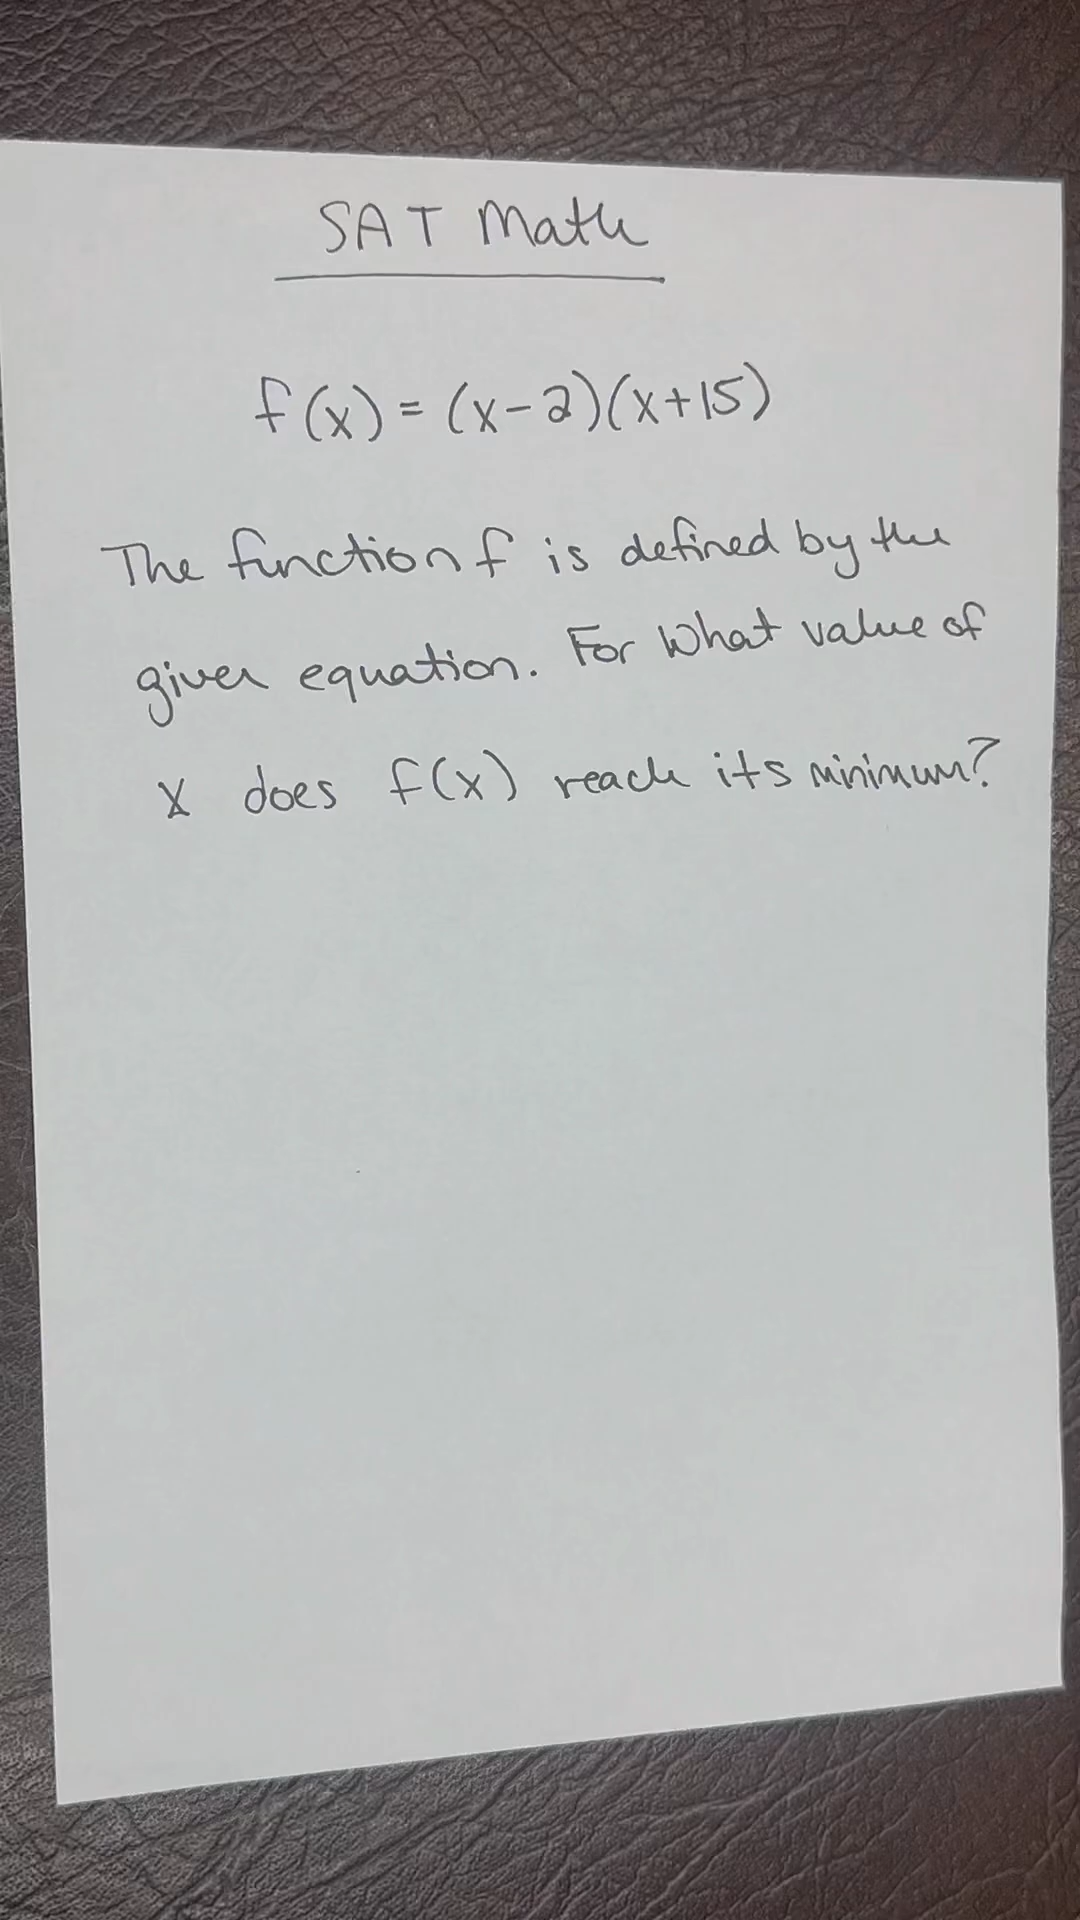 SAT Math
f(x) = (x-2)(x+15)
The function f is defined by the
given equation. For what value of
x does f(x) reach its minimum?